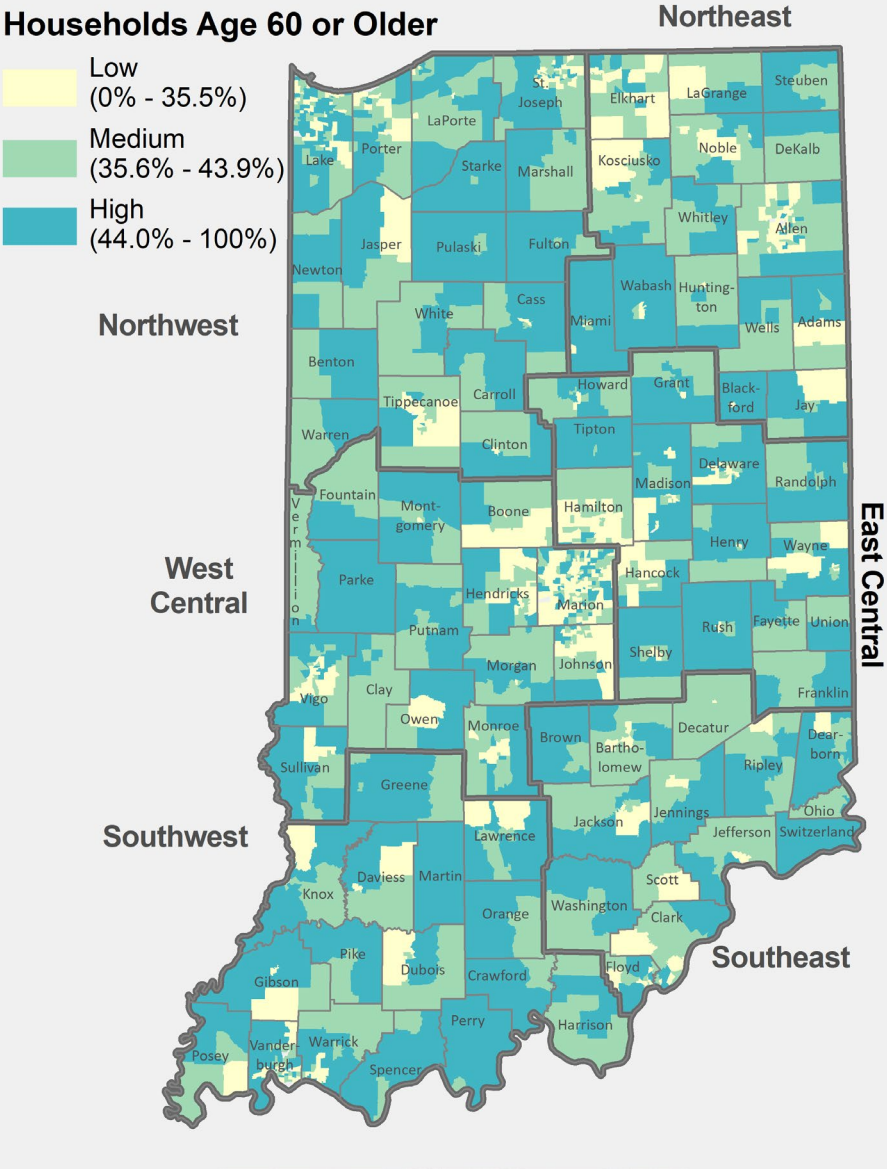 Households Age 60 or Older
Low
(0% - 35.5%)
Medium
(35.6% - 43.9%)
High
(44.0% - 100%)
Northeast
Northwest
West
Central
East Central
Southwest
Southeast
St.
Joseph
Elkhart
LaGrange
Steuben
LaPorte
Lake
Porter
Noble
DeKalb
Kosciusko
Starke
Marshall
Whitley
Allen
Jasper
Pulaski
Fulton
Newton
Wabash
Hunting-
ton
Miami
White
Cass
Wells
Adams
Benton
Carroll
Howard
Grant
Black-
ford
Jay
Tippecanoe
Warren
Clinton
Tipton
Madison
Delaware
Randolph
Fountain
Vermillion
Mont-
gomery
Boone
Hamilton
Henry
Wayne
Parke
Hendricks
Marion
Hancock
Putnam
Rush
Fayette
Union
Shelby
Morgan
Johnson
Vigo
Clay
Franklin
Owen
Monroe
Brown
Bartho-
lomew
Decatur
Dear-
born
Sullivan
Ripley
Greene
Jennings
Ohio
Jackson
Lawrence
Jefferson
Switzerland
Daviess
Martin
Scott
Knox
Orange
Washington
Clark
Pike
Dubois
Crawford
Floyd
Gibson
Perry
Harrison
Posey
Vander-
burgh
Warrick
Spencer